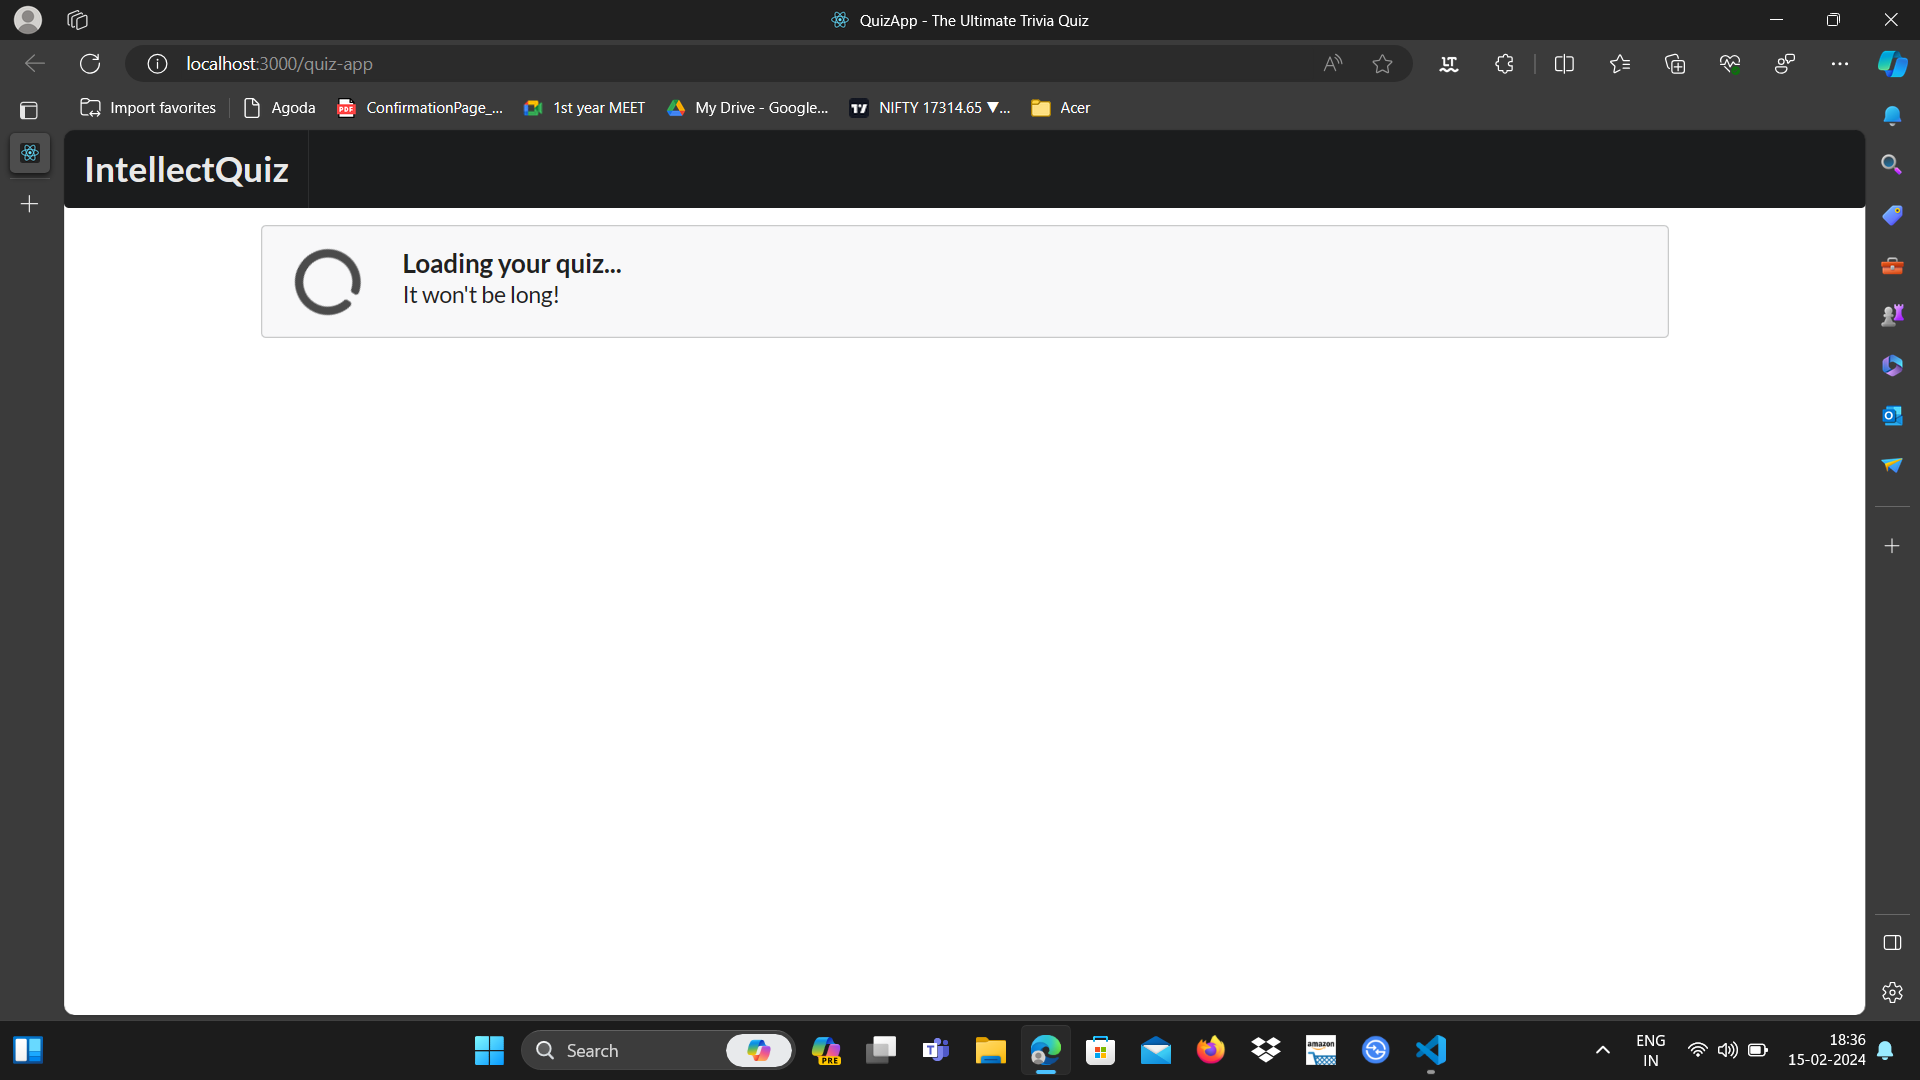 QuizApp - The Ultimate Trivia Quiz
localhost:3000/quiz-app
Import favorites
Agoda
ConfirmationPage_...
1st year MEET
My Drive - Google...
NIFTY 17314.65 ▼...
Acer
IntellectQuiz
Loading your quiz...
It won't be long!
Search
PRE
amazon
ENG
IN
18:36
15-02-2024